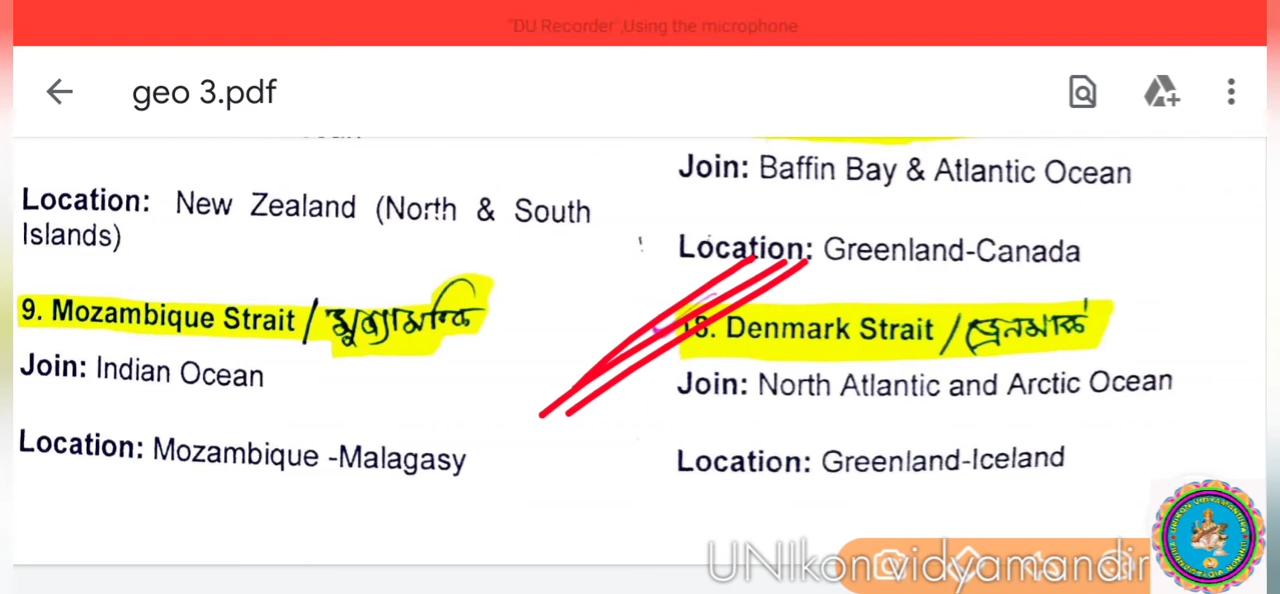 "DU Recorder",Using the microphone
geo 3.pdf
Location: New Zealand (North & South
Islands)
9. Mozambique Strait /
Join: Indian Ocean
Location: Mozambique -Malagasy
Join: Baffin Bay & Atlantic Ocean
Location: Greenland-Canada
18. Denmark Strait / ডেনমার্ক
Join: North Atlantic and Arctic Ocean
Location: Greenland-Iceland
UNIkon vidyamandir